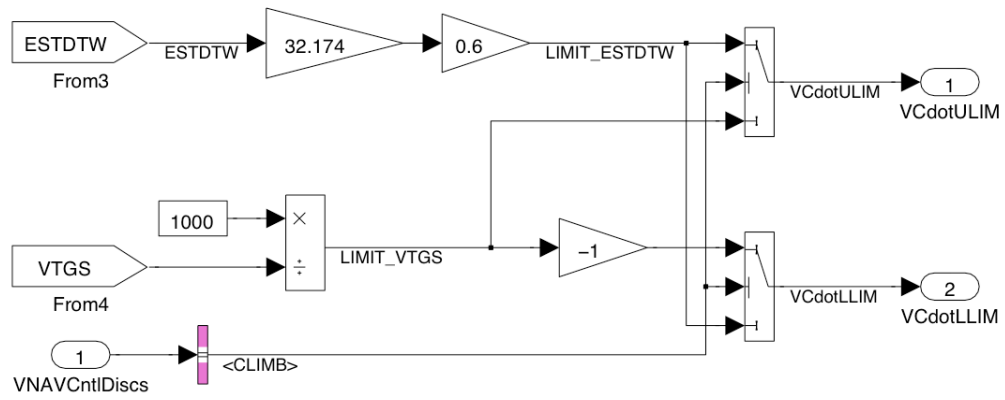 ESTDTW
From3
ESTDTW
32.174
0.6
LIMIT_ESTDTW
VCdotULIM
1
VCdotULIM
1000
×
÷
LIMIT_VTGS
VTGS
From4
−1
VCdotLLIM
2
VCdotLLIM
1
VNAVCntlDiscs
<CLIMB>